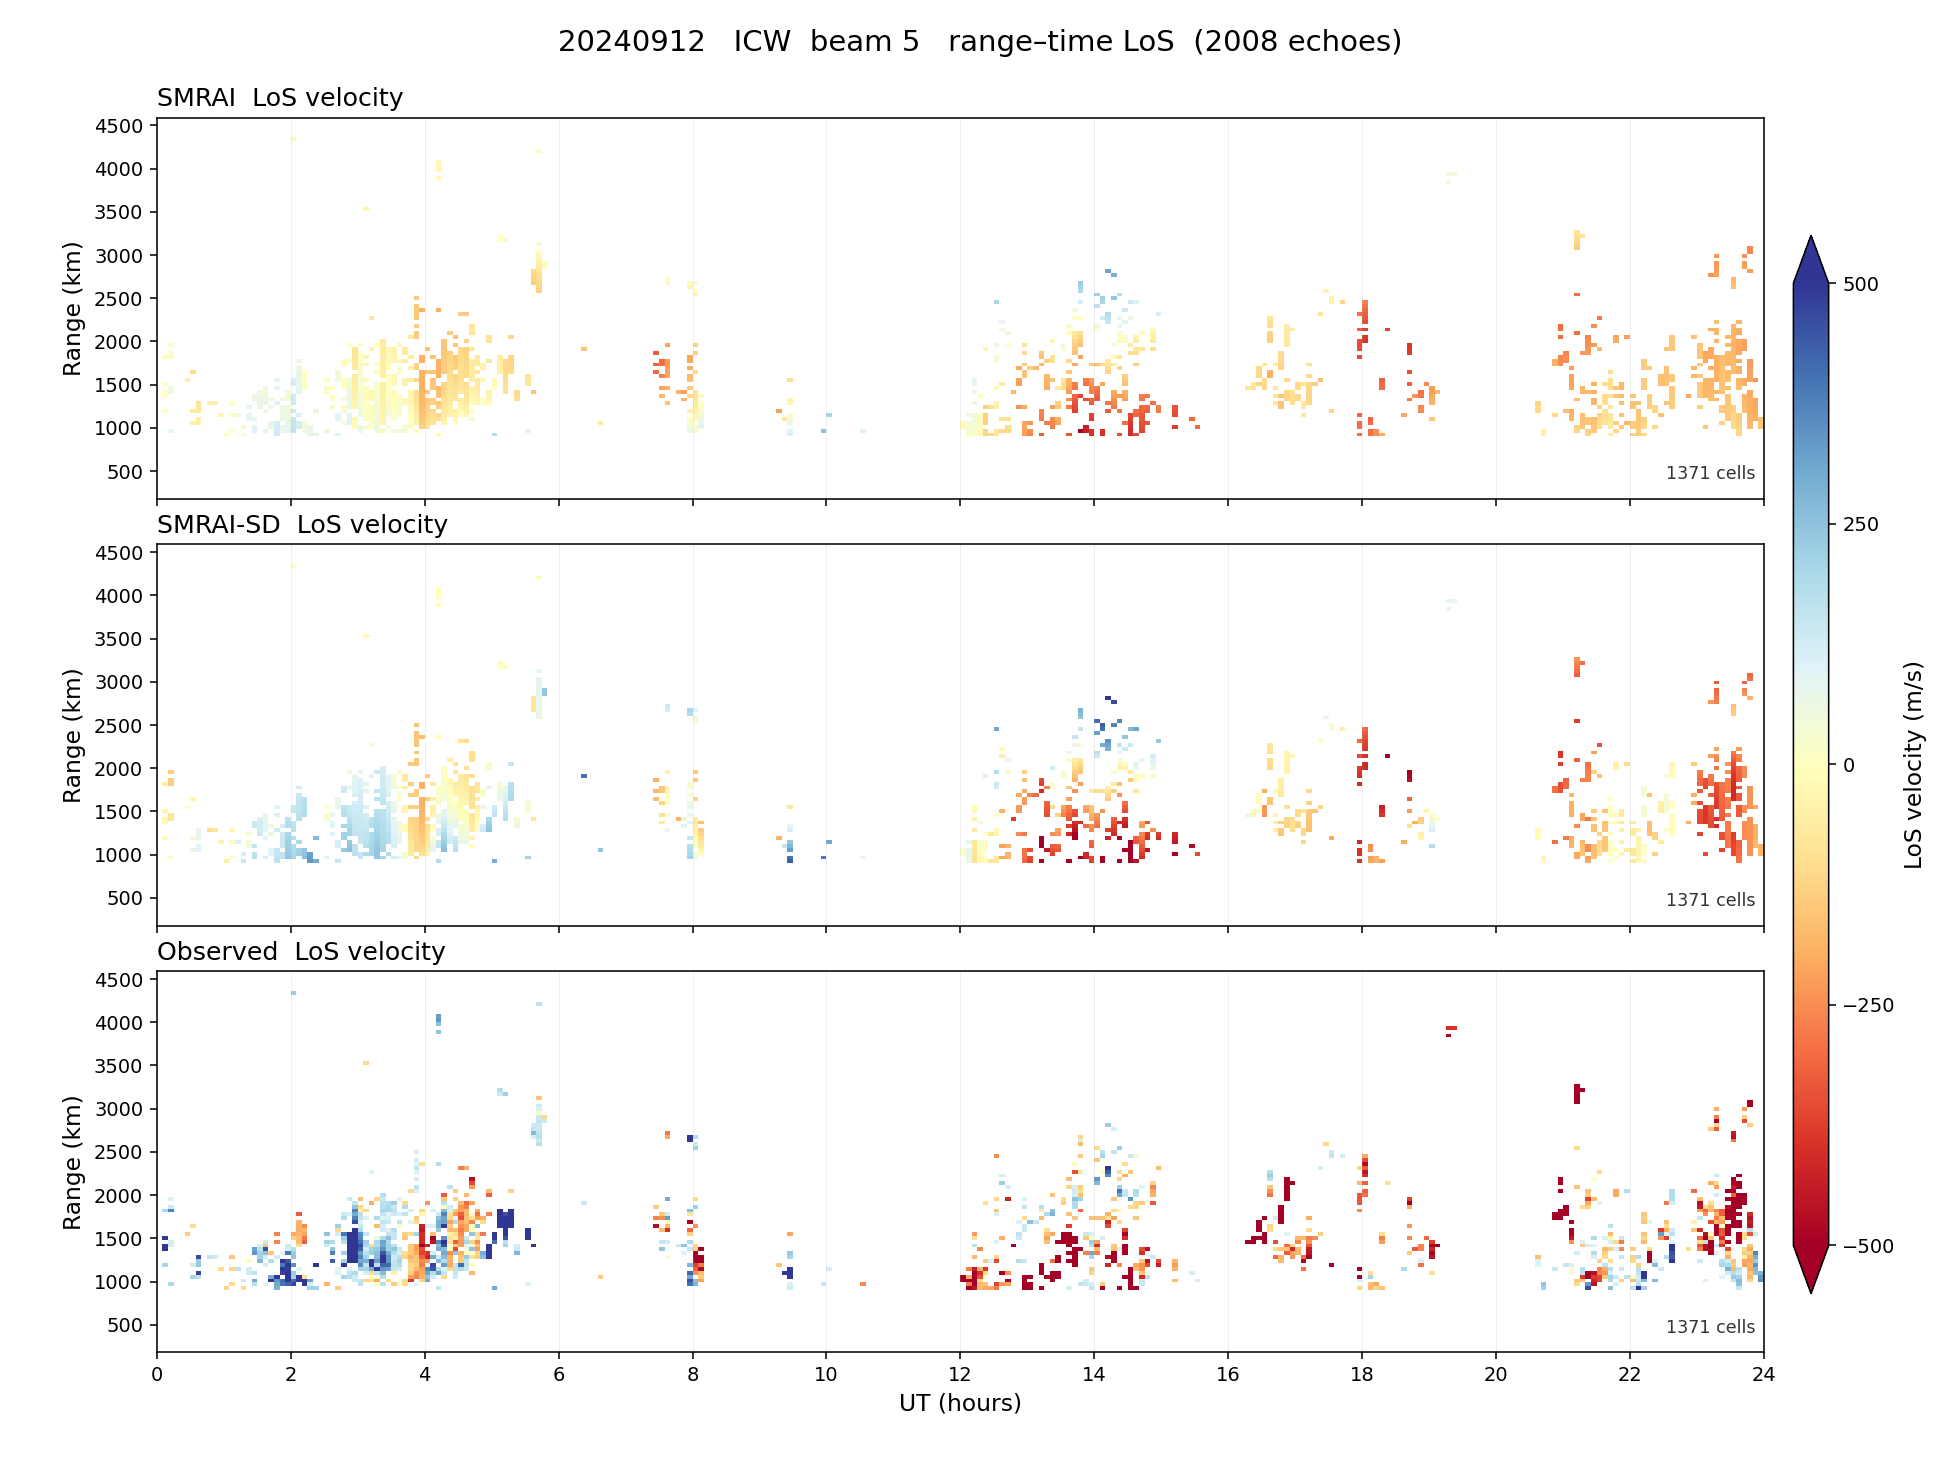 20240912   ICW  beam 5   range–time LoS  (2008 echoes)
SMRAI  LoS velocity
4500
4000
3500
3000
2500
2000
1500
1000
500
Range (km)
1371 cells
SMRAI-SD  LoS velocity
4500
4000
3500
3000
2500
2000
1500
1000
500
Range (km)
1371 cells
Observed  LoS velocity
4500
4000
3500
3000
2500
2000
1500
1000
500
Range (km)
1371 cells
0 2 4 6 8 10 12 14 16 18 20 22 24
UT (hours)
500
250
0
−250
−500
LoS velocity (m/s)